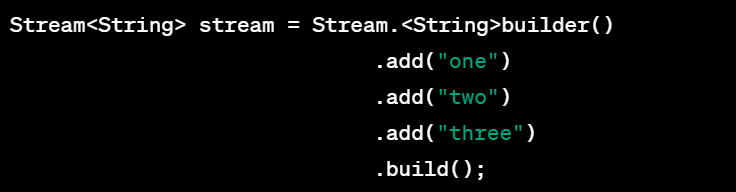 Stream<String> stream = Stream.<String>builder()
.add("one")
.add("two")
.add("three")
.build();